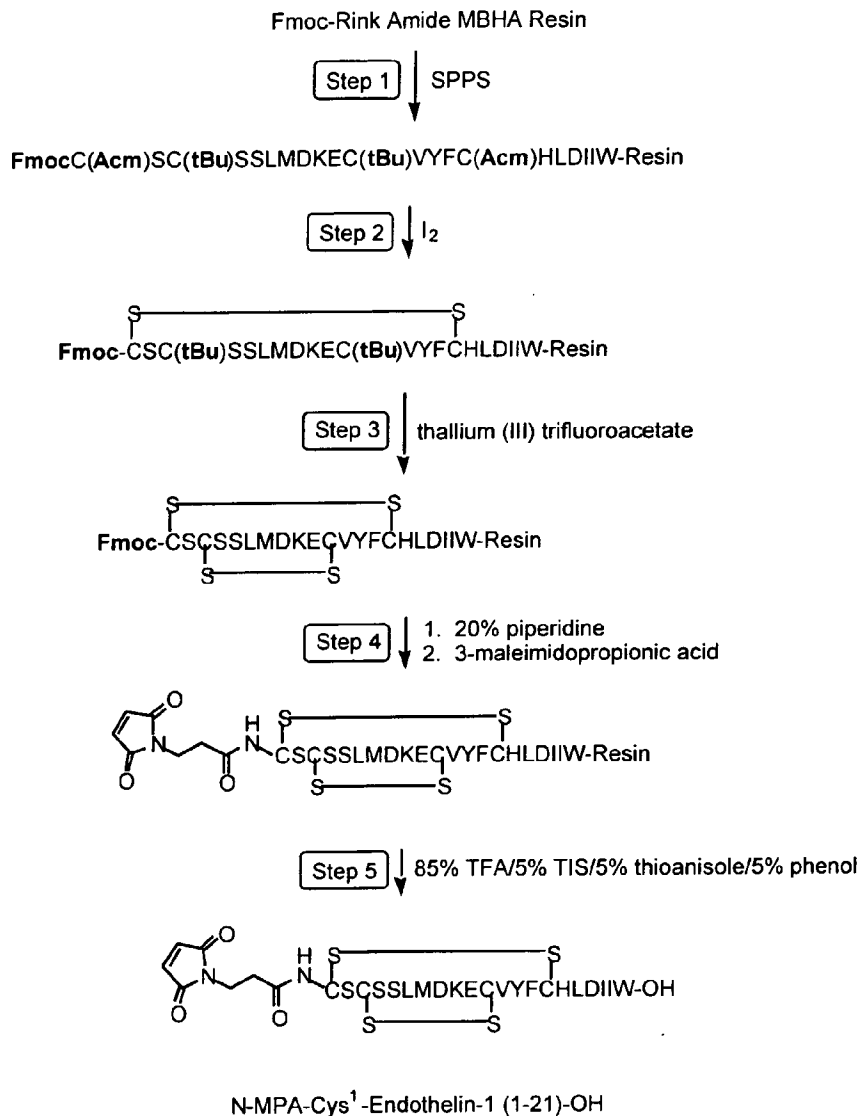 Fmoc-Rink Amide MBHA Resin
Step 1
SPPS
FmocC(Acm)SC(tBu)SSLMDKEC(tBu)VYFC(Acm)HLDIIW-Resin
Step 2
I2
S S
Fmoc-CSC(tBu)SSLMDKEC(tBu)VYFCHLDIIW-Resin
Step 3
thallium (III) trifluoroacetate
S S
Fmoc-CSCSSLMDKECVYFCHLDIIW-Resin
S S
Step 4
1. 20% piperidine
2. 3-maleimidopropionic acid
O
H
S S
N
N
CSCSSLMDKECVYFCHLDIIW-Resin
O
O
S S
Step 5
85% TFA/5% TIS/5% thioanisole/5% phenol
O
H
S S
N
N
CSCSSLMDKECVYFCHLDIIW-OH
O
O
S S
N-MPA-Cys1-Endothelin-1 (1-21)-OH